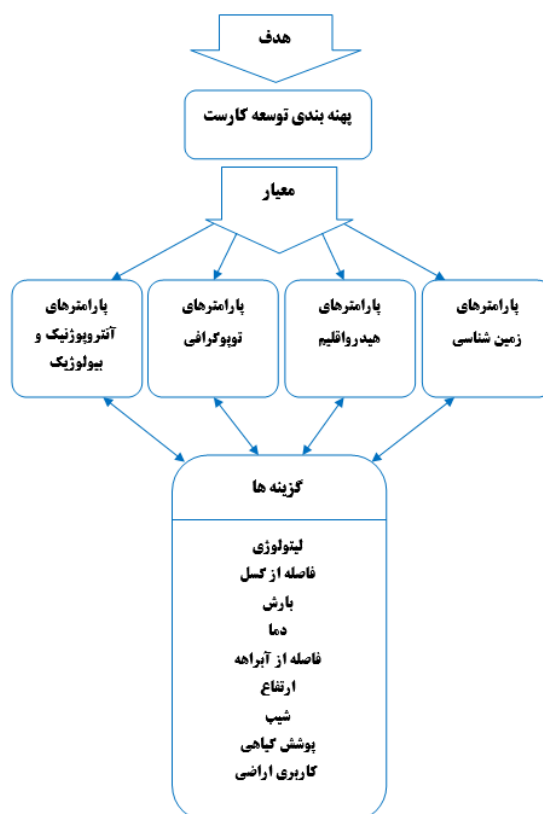 هدف
پهنه بندی توسعه کارست
معیار
پارامترهای
زمین شناسی
پارامترهای
هیدرواقلیم
پارامترهای
توپوگرافی
پارامترهای
آنتروپوژنیک و
بیولوژیک
گزینه ها
لیتولوژی
فاصله از گسل
بارش
دما
فاصله از آبراهه
ارتفاع
شیب
پوشش گیاهی
کاربری اراضی